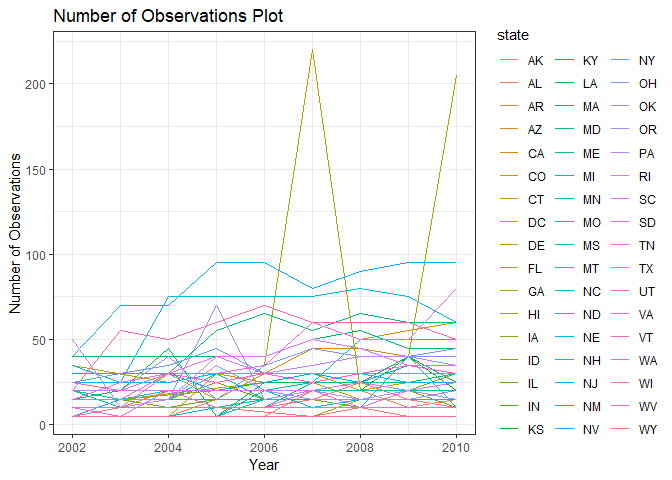 Number of Observations Plot
Number of Observations
200
150
100
50
0
2002 2004 2006 2008 2010
Year
state
AK KY NY
AL LA OH
AR MA OK
AZ MD OR
CA ME PA
CO MI RI
CT MN SC
DC MO SD
DE MS TN
FL MT TX
GA NC UT
HI ND VA
IA NE VT
ID NH WA
IL NJ WI
IN NM WV
KS NV WY